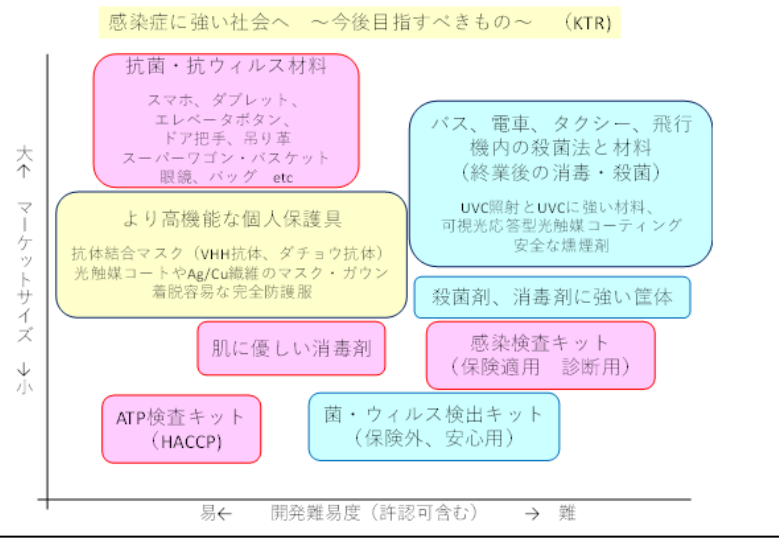 感染症に強い社会へ　～今後目指すべきもの～　（KTR)
抗菌・抗ウィルス材料
スマホ、ダブレット、
エレベータボタン、
ドア把手、吊り革
スーパーワゴン・バスケット
眼鏡、バッグ　etc
バス、電車、タクシー、飛行
機内の殺菌法と材料
（終業後の消毒・殺菌）
UVC照射とUVCに強い材料、
可視光応答型光触媒コーティング
安全な燻煙剤
より高機能な個人保護具
抗体結合マスク（VHH抗体、ダチョウ抗体）
光触媒コートやAg/Cu繊維のマスク・ガウン
着脱容易な完全防護服
殺菌剤、消毒剤に強い筐体
肌に優しい消毒剤
感染検査キット
（保険適用　診断用）
ATP検査キット
（HACCP)
菌・ウィルス検出キット
（保険外、安心用）
大↑　マーケットサイズ　↓小
易←　開発難易度（許認可含む）　→　難